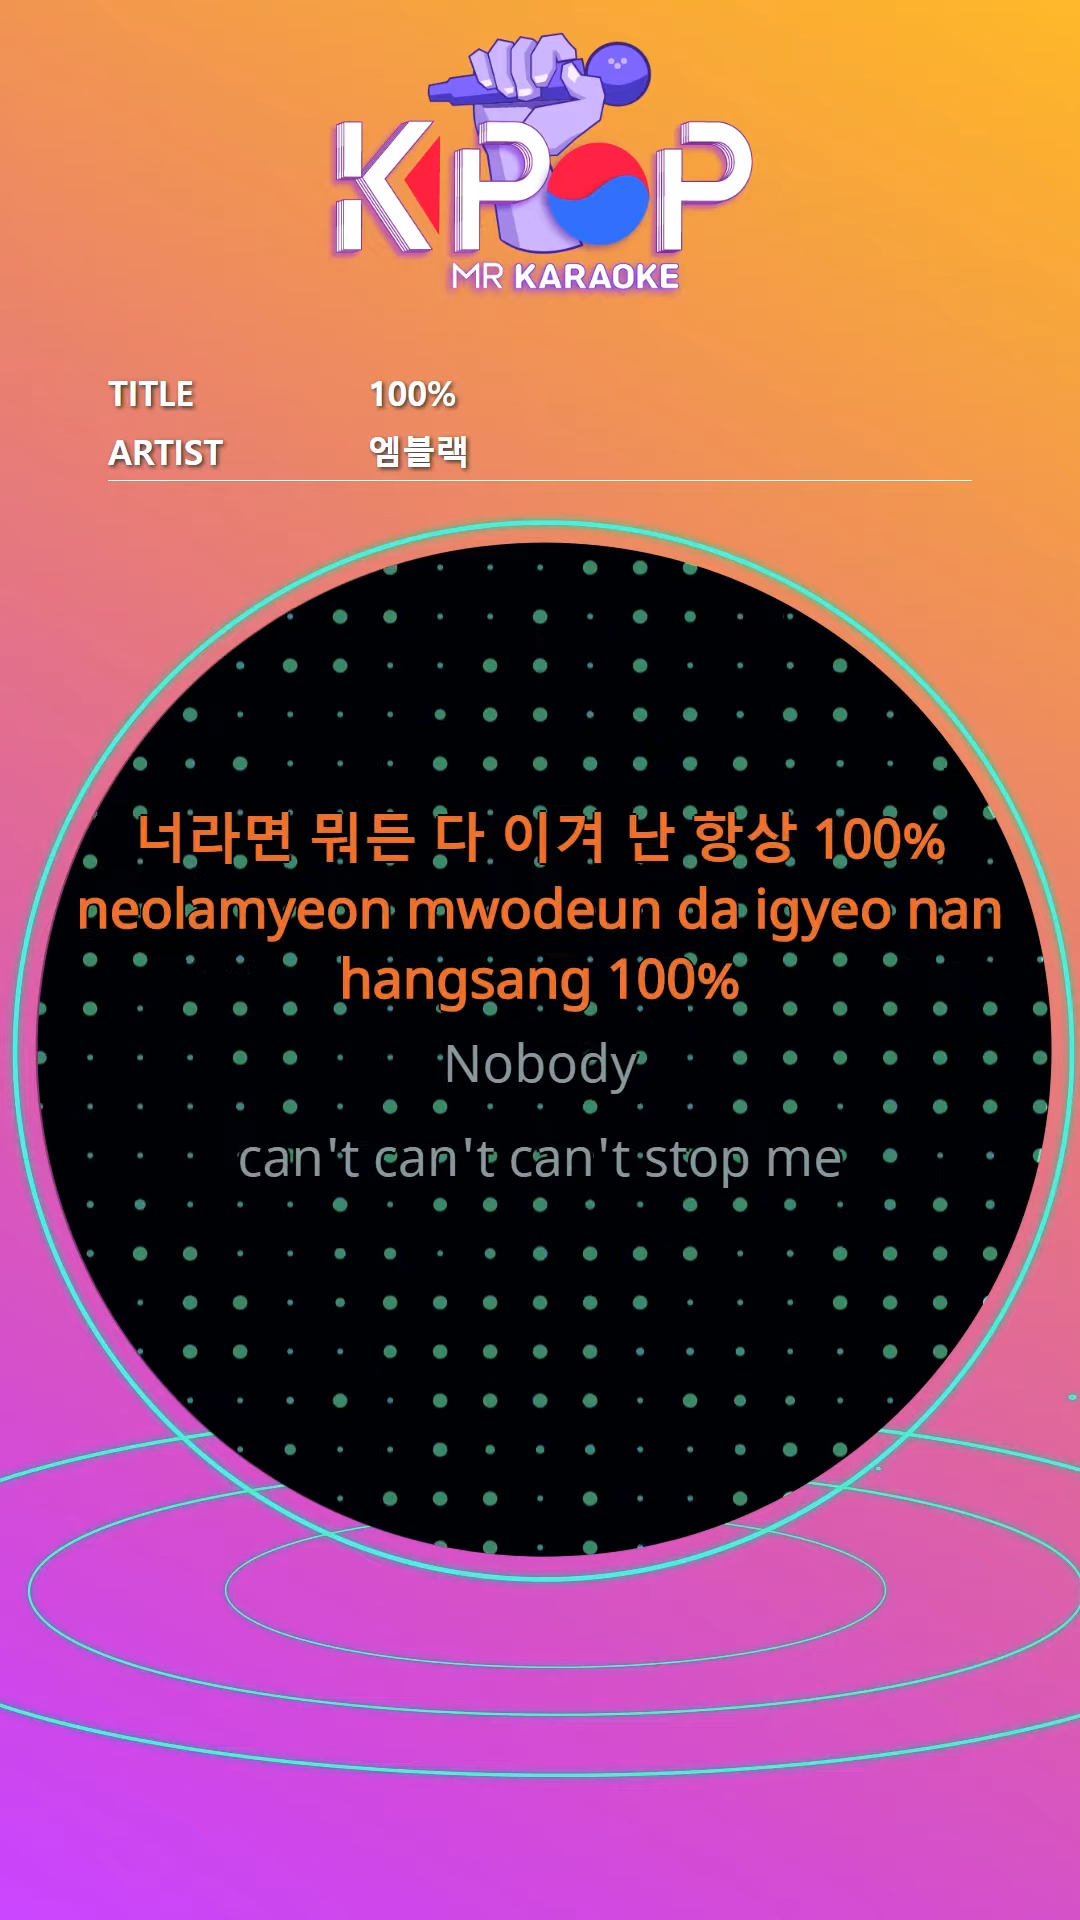 KPOP
MR KARAOKE
TITLE 100%
ARTIST 엠블랙
너라면 뭐든 다 이겨 난 항상 100%
neolamyeon mwodeun da igyeo nan
hangsang 100%
Nobody
can't can't can't stop me